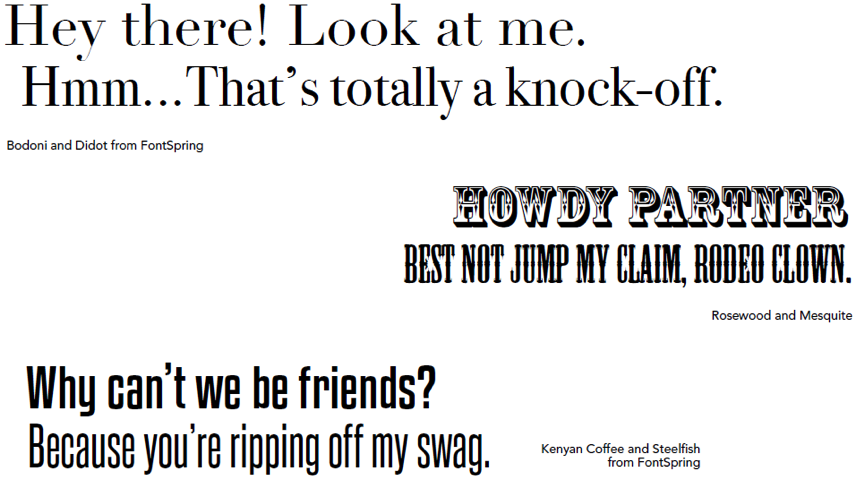 Hey there! Look at me.
Hmm...That’s totally a knock-off.
Bodoni and Didot from FontSpring
HOWDY PARTNER
BEST NOT JUMP MY CLAIM, RODEO CLOWN.
Rosewood and Mesquite
Why can’t we be friends?
Because you’re ripping off my swag.
Kenyan Coffee and Steelfish
from FontSpring